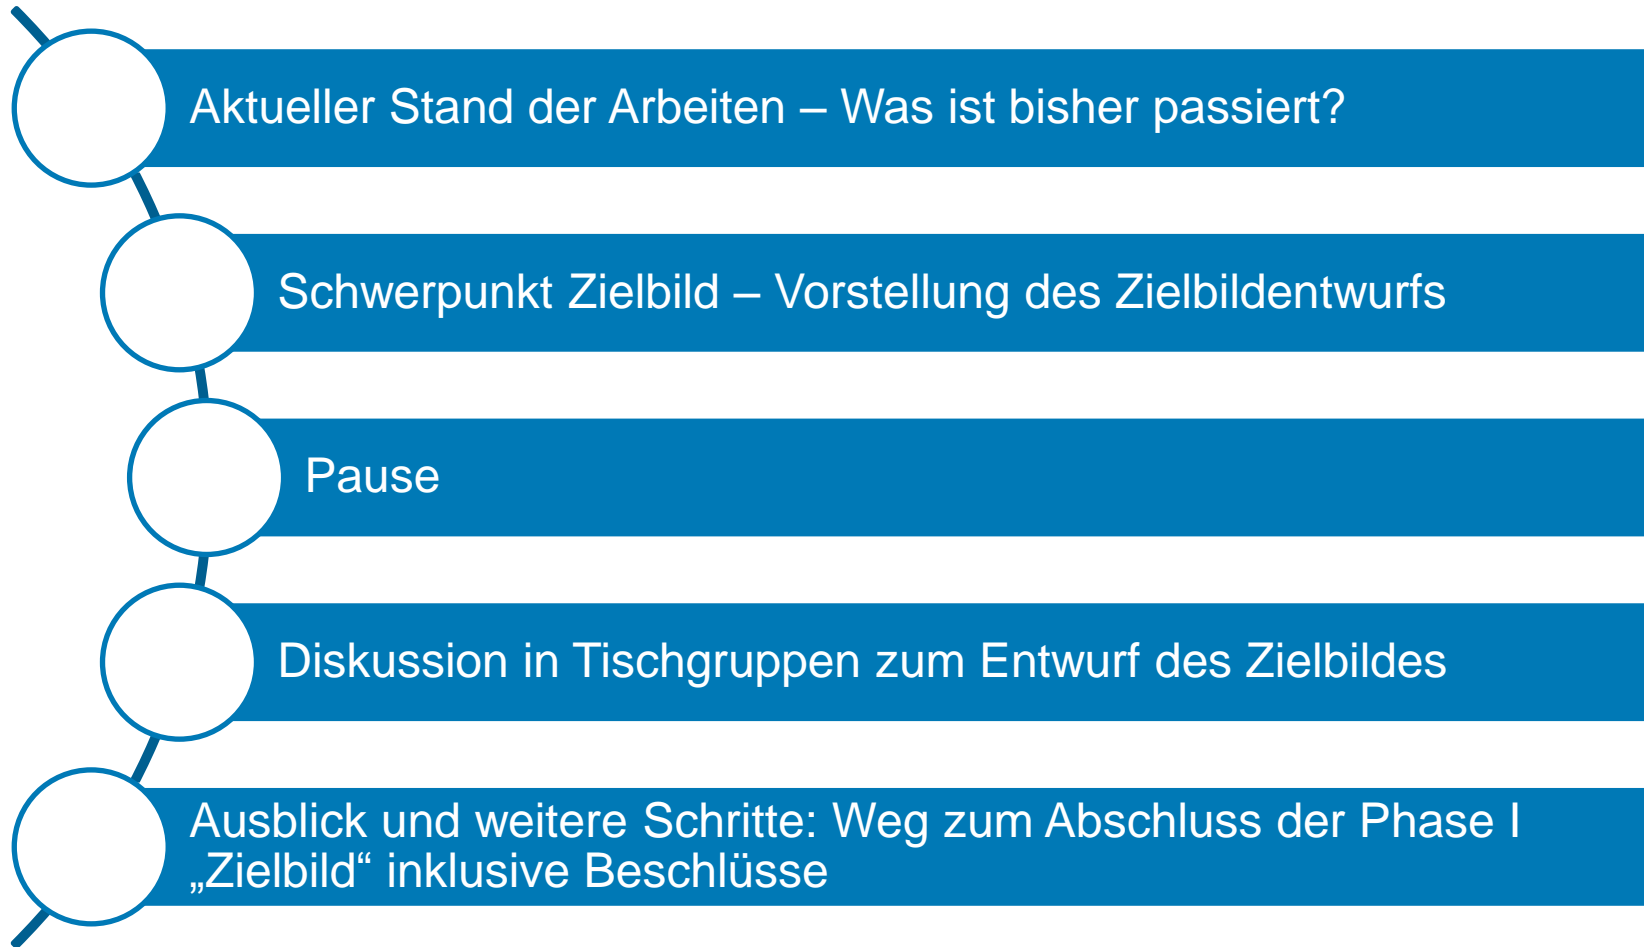 Aktueller Stand der Arbeiten – Was ist bisher passiert?
Schwerpunkt Zielbild – Vorstellung des Zielbildentwurfs
Pause
Diskussion in Tischgruppen zum Entwurf des Zielbildes
Ausblick und weitere Schritte: Weg zum Abschluss der Phase I
„Zielbild“ inklusive Beschlüsse